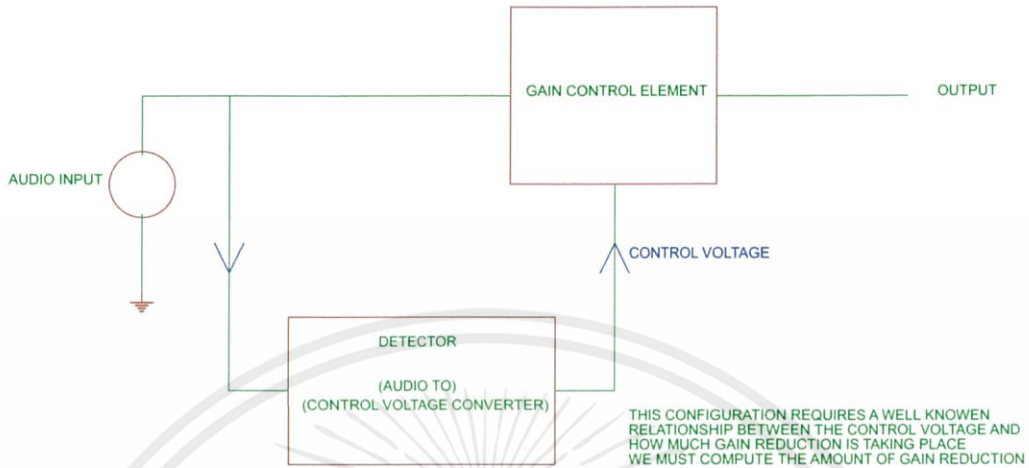 GAIN CONTROL ELEMENT
OUTPUT
AUDIO INPUT
CONTROL VOLTAGE
DETECTOR
(AUDIO TO)
(CONTROL VOLTAGE CONVERTER)
THIS CONFIGURATION REQUIRES A WELL KNOWEN
RELATIONSHIP BETWEEN THE CONTROL VOLTAGE AND
HOW MUCH GAIN REDUCTION IS TAKING PLACE
WE MUST COMPUTE THE AMOUNT OF GAIN REDUCTION